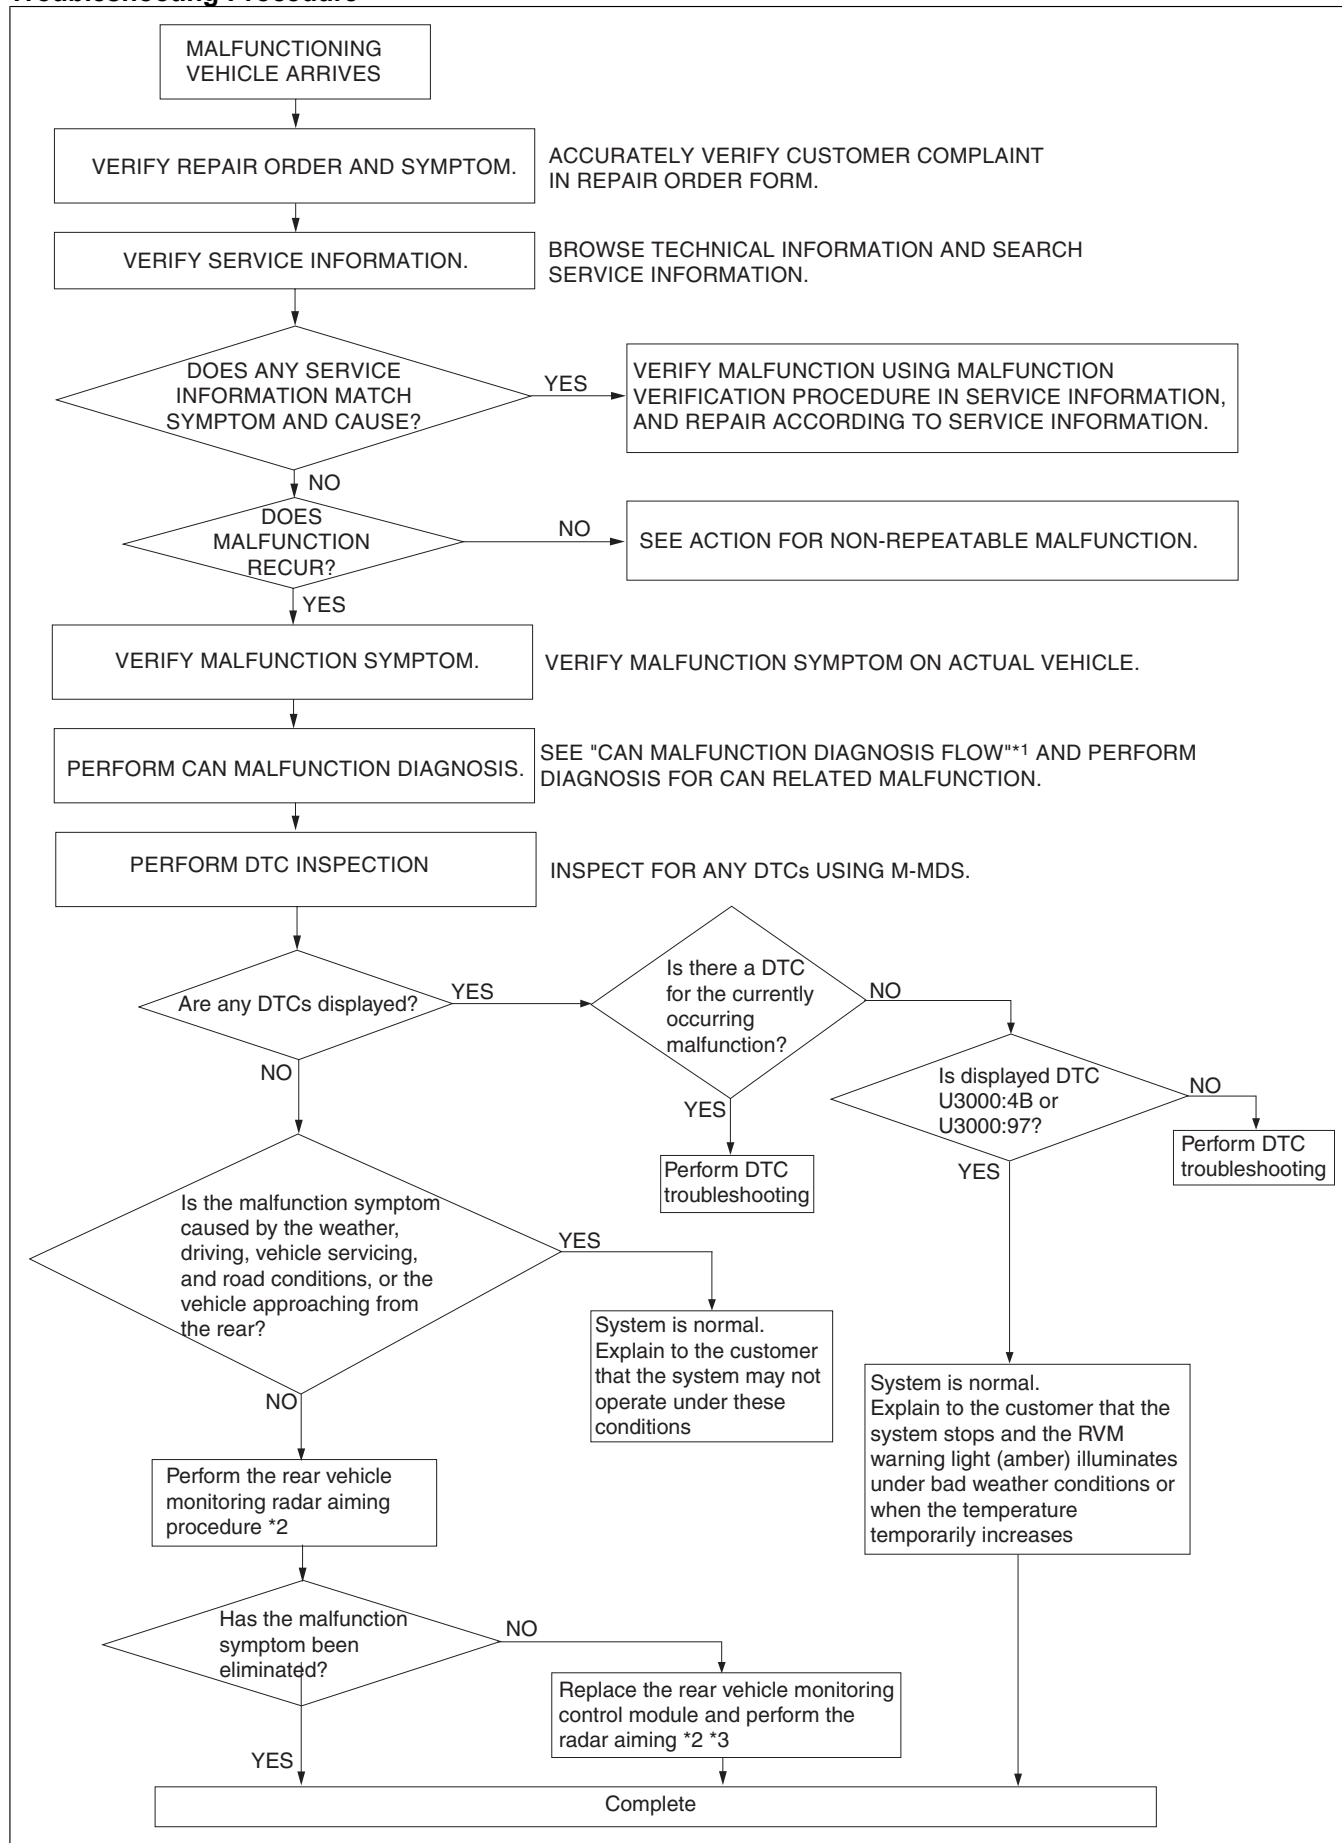 Troubleshooting Procedure
MALFUNCTIONING
VEHICLE ARRIVES
VERIFY REPAIR ORDER AND SYMPTOM.
ACCURATELY VERIFY CUSTOMER COMPLAINT
IN REPAIR ORDER FORM.
VERIFY SERVICE INFORMATION.
BROWSE TECHNICAL INFORMATION AND SEARCH
SERVICE INFORMATION.
DOES ANY SERVICE
INFORMATION MATCH
SYMPTOM AND CAUSE?
YES
VERIFY MALFUNCTION USING MALFUNCTION
VERIFICATION PROCEDURE IN SERVICE INFORMATION,
AND REPAIR ACCORDING TO SERVICE INFORMATION.
NO
DOES
MALFUNCTION
RECUR?
NO
SEE ACTION FOR NON-REPEATABLE MALFUNCTION.
YES
VERIFY MALFUNCTION SYMPTOM.
VERIFY MALFUNCTION SYMPTOM ON ACTUAL VEHICLE.
PERFORM CAN MALFUNCTION DIAGNOSIS.
SEE "CAN MALFUNCTION DIAGNOSIS FLOW"*1 AND PERFORM
DIAGNOSIS FOR CAN RELATED MALFUNCTION.
PERFORM DTC INSPECTION
INSPECT FOR ANY DTCs USING M-MDS.
Are any DTCs displayed?
YES
Is there a DTC
for the currently
occurring
malfunction?
NO
Is displayed DTC
U3000:4B or
U3000:97?
NO
Perform DTC
troubleshooting
YES
Perform DTC
troubleshooting
YES
NO
Is the malfunction symptom
caused by the weather,
driving, vehicle servicing,
and road conditions, or the
vehicle approaching from
the rear?
YES
System is normal.
Explain to the customer
that the system may not
operate under these
conditions
System is normal.
Explain to the customer that the
system stops and the RVM
warning light (amber) illuminates
under bad weather conditions or
when the temperature
temporarily increases
NO
Perform the rear vehicle
monitoring radar aiming
procedure *2
Has the malfunction
symptom been
eliminated?
NO
Replace the rear vehicle monitoring
control module and perform the
radar aiming *2 *3
YES
Complete